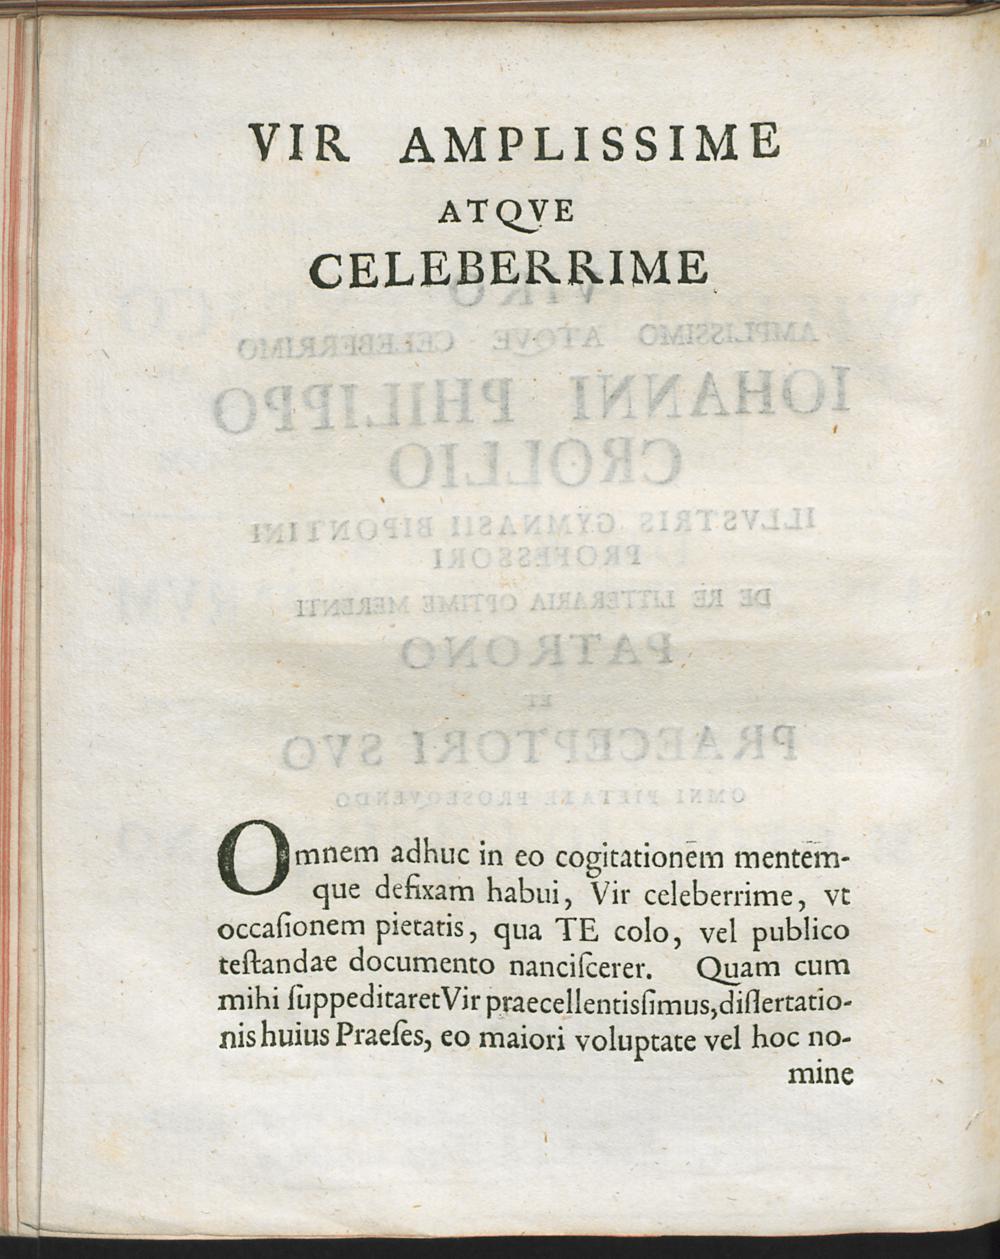 VIR AMPLISSIME
ATQVE
CELEBERRIME
Omnem adhuc in eo cogitationem̄ mentem̄-
que defixam habui, Vir celeberrime, vt
occaſionem pietatis, qua TE colo, vel publico
teſtandae documento nanciſcerer. Quam cum
mihi ſuppeditaret Vir praecellentisſimus, disſertatio-
nis huius Praeſes, eo maiori voluptate vel hoc no-
mine